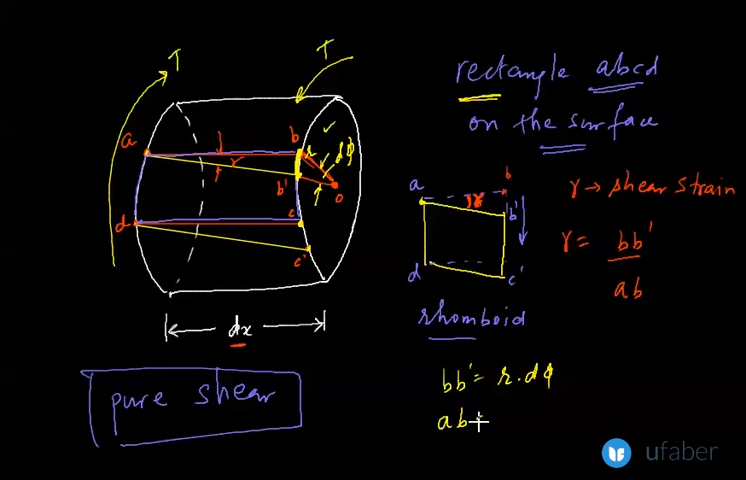 T
T
rectangle abcd
on the surface
a
b
r
dϕ
γ
b'
o
d
c
c'
a
b
γ
b'
d
c'
γ → shear strain
γ = bb'
ab
dx
rhomboid
pure shear
bb' = r.dϕ
ab
ufaber